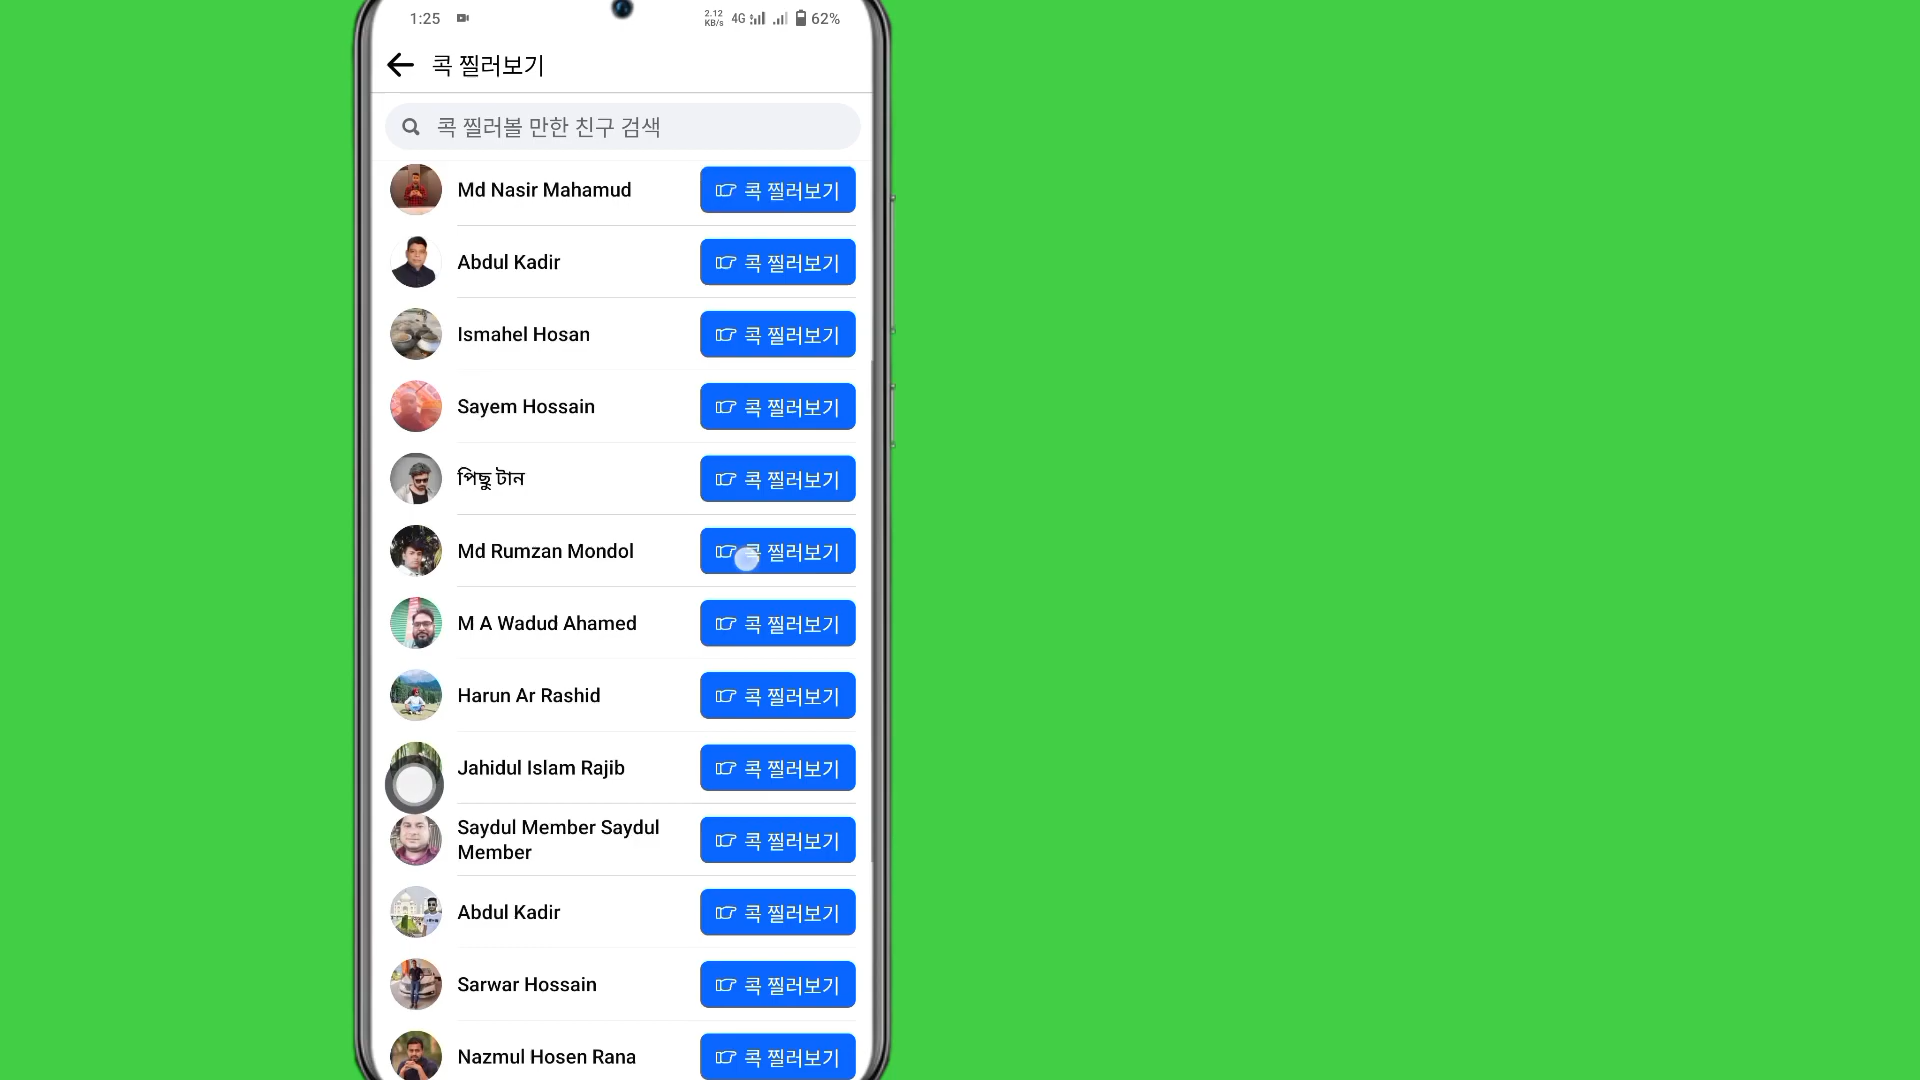 1:25
2.12 KB/s 4G 62%
콕 찔러보기
콕 찔러볼 만한 친구 검색
Md Nasir Mahamud 콕 찔러보기
Abdul Kadir 콕 찔러보기
Ismahel Hosan 콕 찔러보기
Sayem Hossain 콕 찔러보기
পিছু টান 콕 찔러보기
Md Rumzan Mondol 콕 찔러보기
M A Wadud Ahamed 콕 찔러보기
Harun Ar Rashid 콕 찔러보기
Jahidul Islam Rajib 콕 찔러보기
Saydul Member Saydul
Member 콕 찔러보기
Abdul Kadir 콕 찔러보기
Sarwar Hossain 콕 찔러보기
Nazmul Hosen Rana 콕 찔러보기